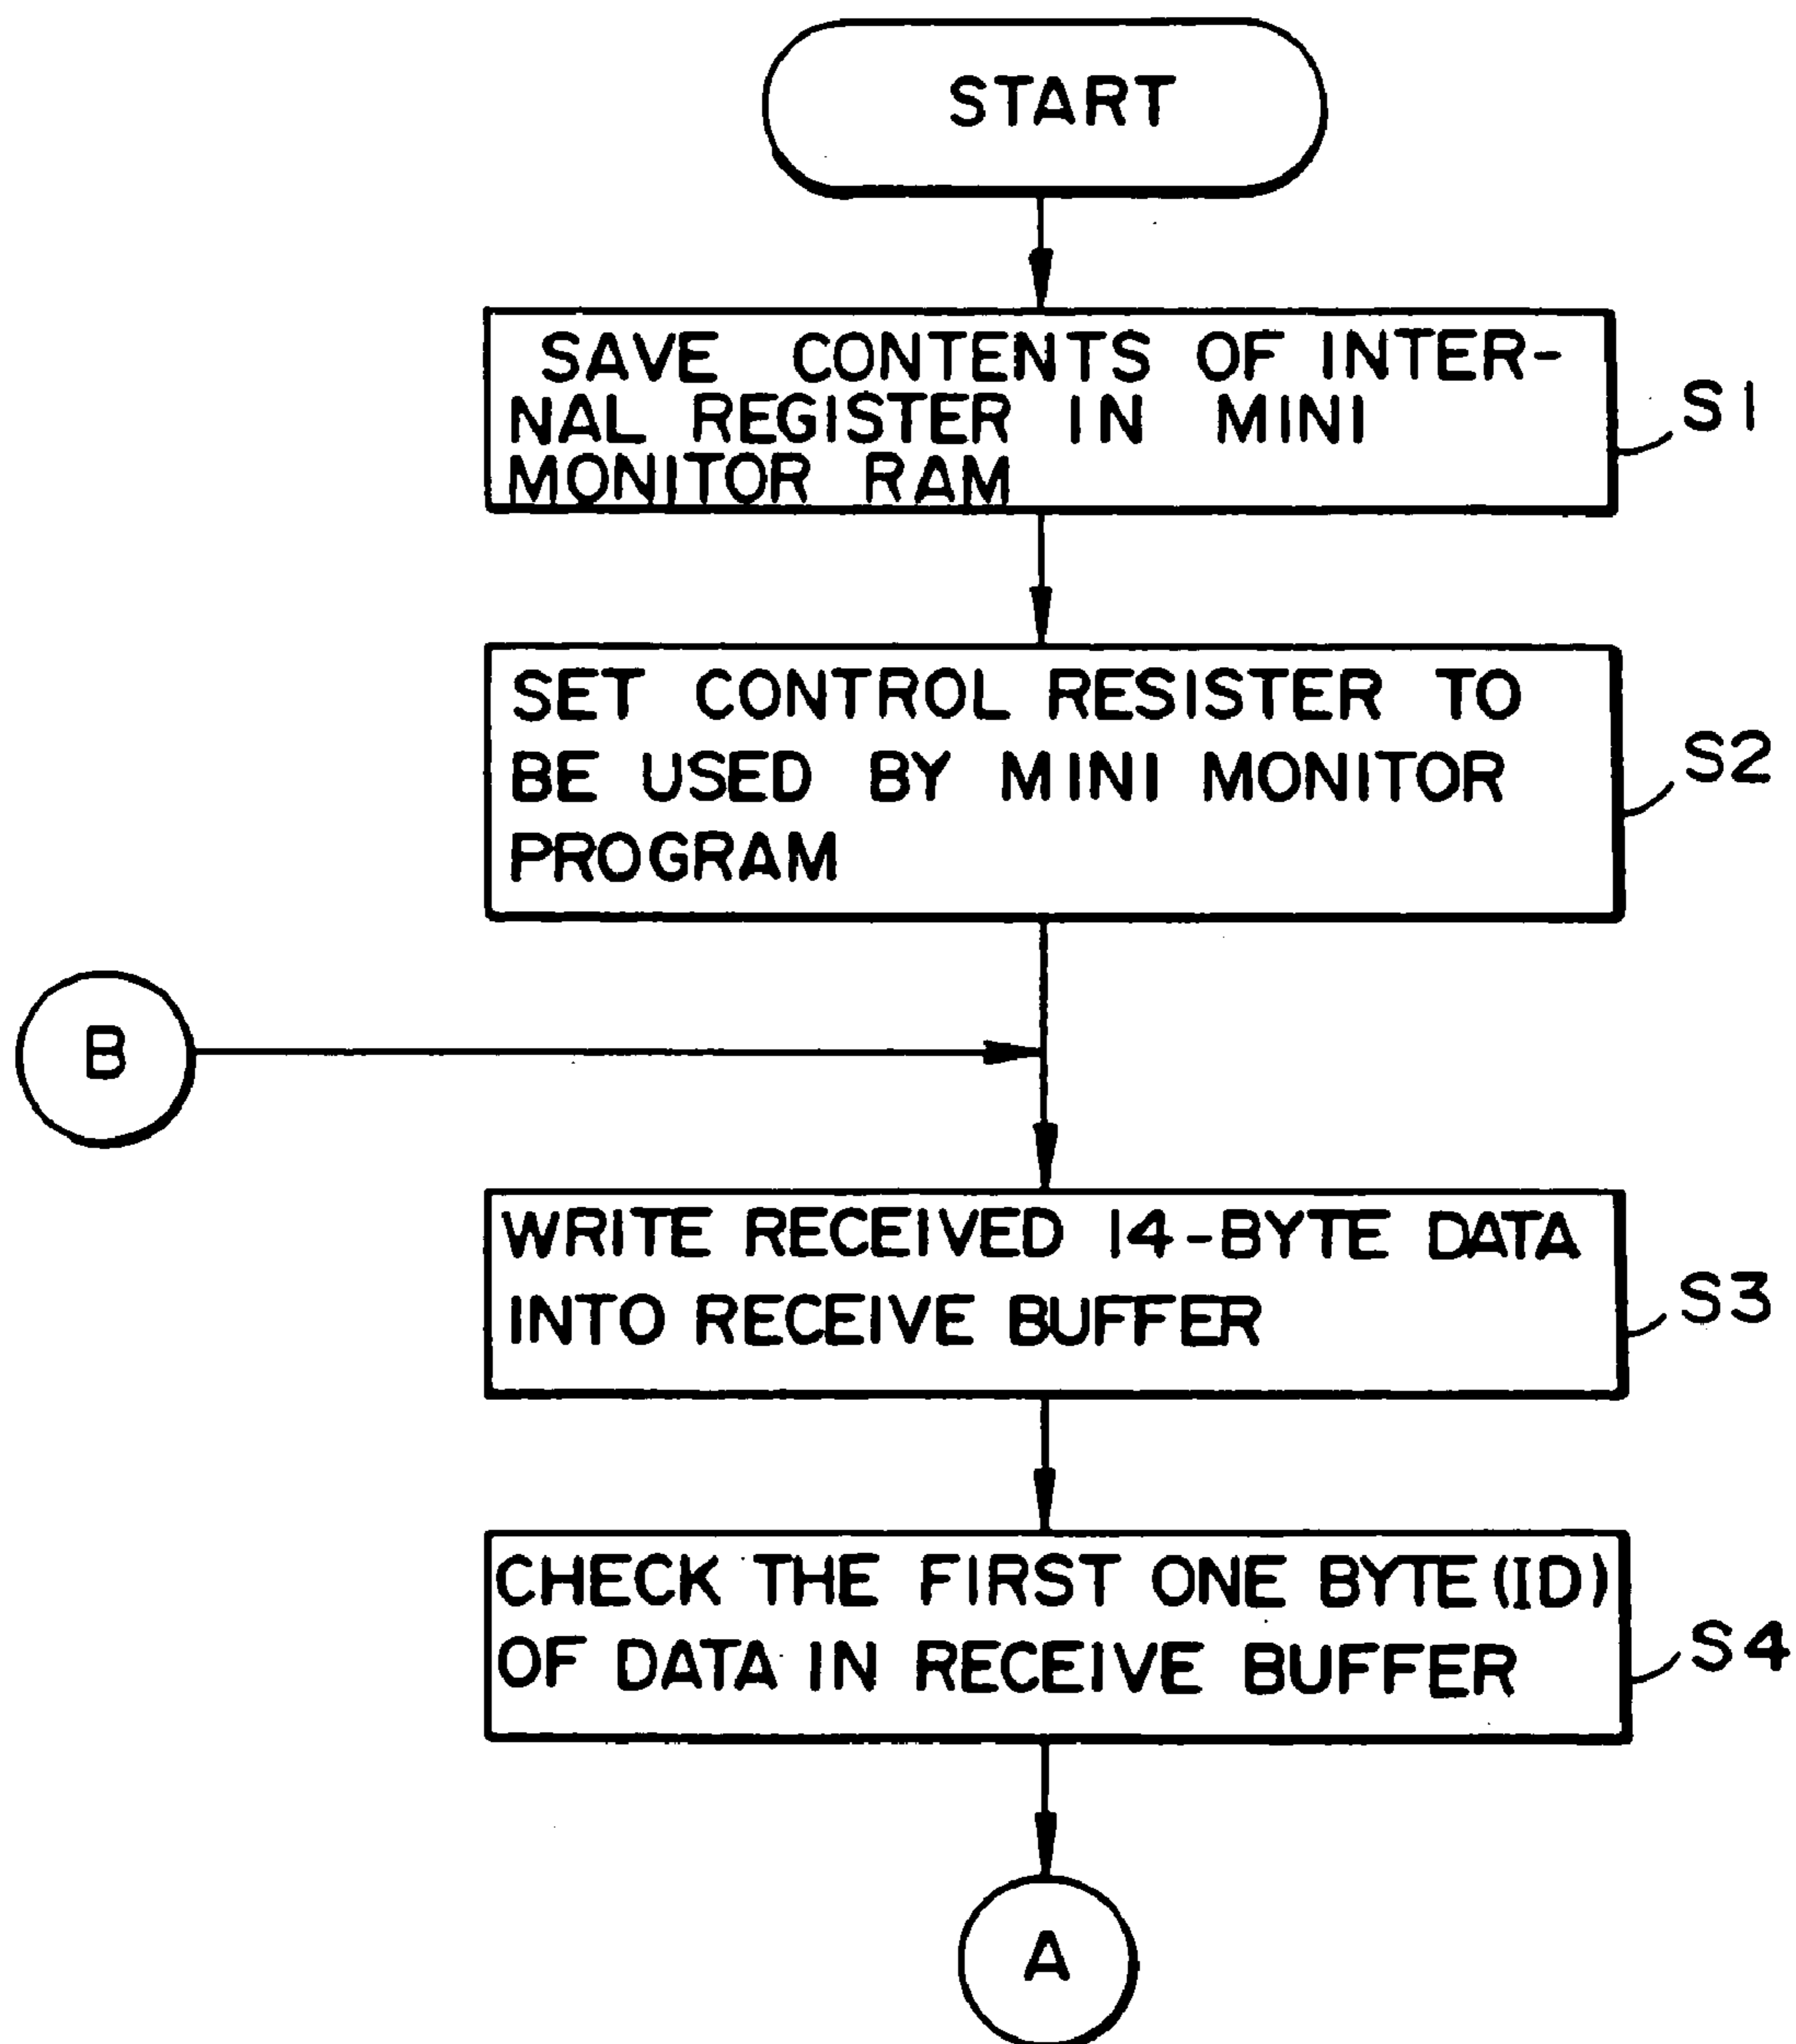 START
SAVE CONTENTS OF INTER-
NAL REGISTER IN MINI
MONITOR RAM
S1
SET CONTROL RESISTER TO
BE USED BY MINI MONITOR
PROGRAM
S2
B
WRITE RECEIVED 14-BYTE DATA
INTO RECEIVE BUFFER
S3
CHECK THE FIRST ONE BYTE (ID)
OF DATA IN RECEIVE BUFFER
S4
A